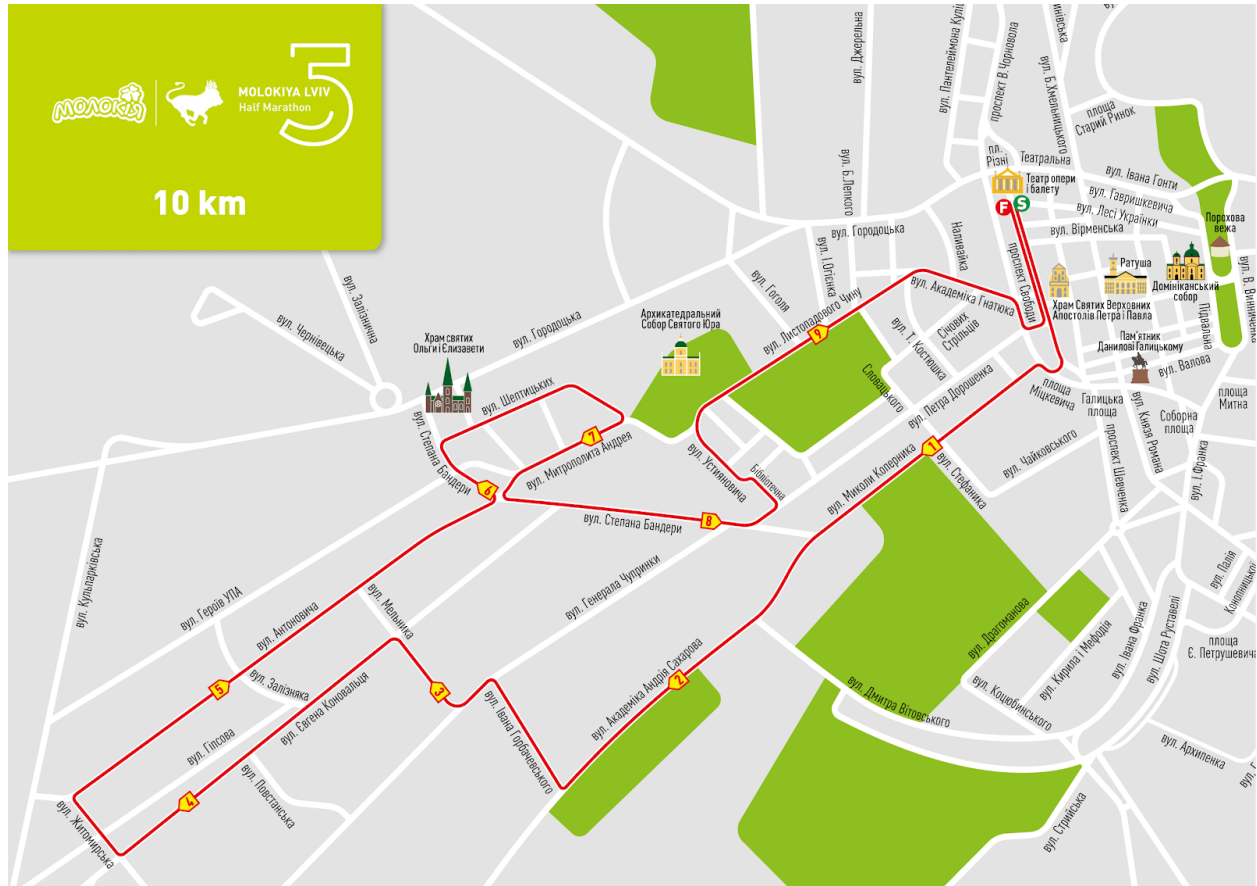 МОЛОКІЯ
MOLOKIYA LVIV
Half Marathon
3
10 km
вул. Джерельна
вул. Пантелеймона Куліш
проспект В. Чорновола
вул. Б.Хмельницького
площа
Старий Ринок
пл.
Різні
Театральна
Театр опери
і балету
F
S
вул. Івана Гонти
вул. Гавришкевича
вул. Лесі Українки
вул. Вірменська
Порохова
вежа
вул. В. Винниченка
вул. Б.Лепкого
вул. Городоцька
Наливайка
проспект Свободи
Ратуша
Домініканський
собор
Храм Святих Верховних
Апостолів Петра і Павла
Підвальна
Пам'ятник
Данилові Галицькому
вул. Валова
площа
Митна
вул. І.Огієнка
вул. Гоголя
вул. Академіка Гнатюка
вул. Листопадового Чину
9
Січових
Стрільців
вул. Т. Костюшка
Словацького
вул. Петра Дорошенка
площа
Міцкевича
Галицька
площа
вул. Князя Романа
Соборна
площа
проспект Шевченка
вул. І.Франка
вул. Залізнична
вул. Чернівецька
вул. Городоцька
Архикатедральний
Собор Святого Юра
Храм святих
Ольги і Єлизавети
вул. Шептицьких
7
вул. Митрополита Андрея
вул. Степана Бандери
6
вул. Устияновича
Бібліотечна
8
вул. Степана Бандери
вул. Миколи Коперника
1
вул. Стефаника
вул. Чайковського
вул. Кульпарківська
вул. Героїв УПА
вул. Антоновича
вул. Мельника
вул. Генерала Чупринки
5
вул. Залізняка
вул. Євгена Коновальця
3
вул. Івана Горбачевського
вул. Академіка Андрія Сахарова
2
вул. Гіпсова
4
вул. Повстанська
вул. Житомирська
вул. Драгоманова
вул. Кирила і Мефодія
вул. Коцюбинського
вул. Дмитра Вітовського
вул. Івана Франка
вул. Шота Руставелі
вул. Палія
Конопницької
площа
Є. Петрушевича
вул. Архипенка
вул. Стрийська